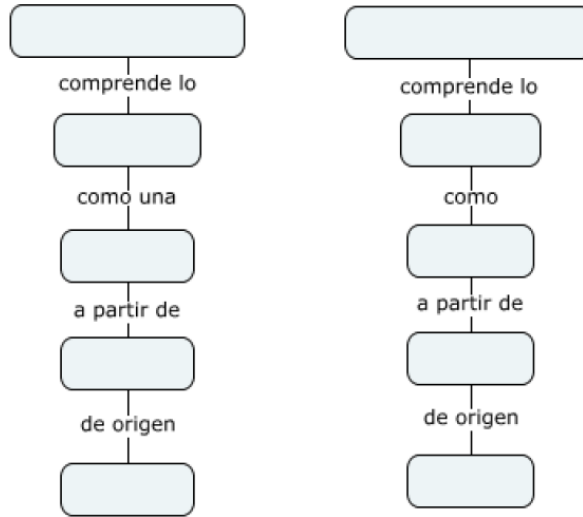 comprende lo
como una
a partir de
de origen
comprende lo
como
a partir de
de origen